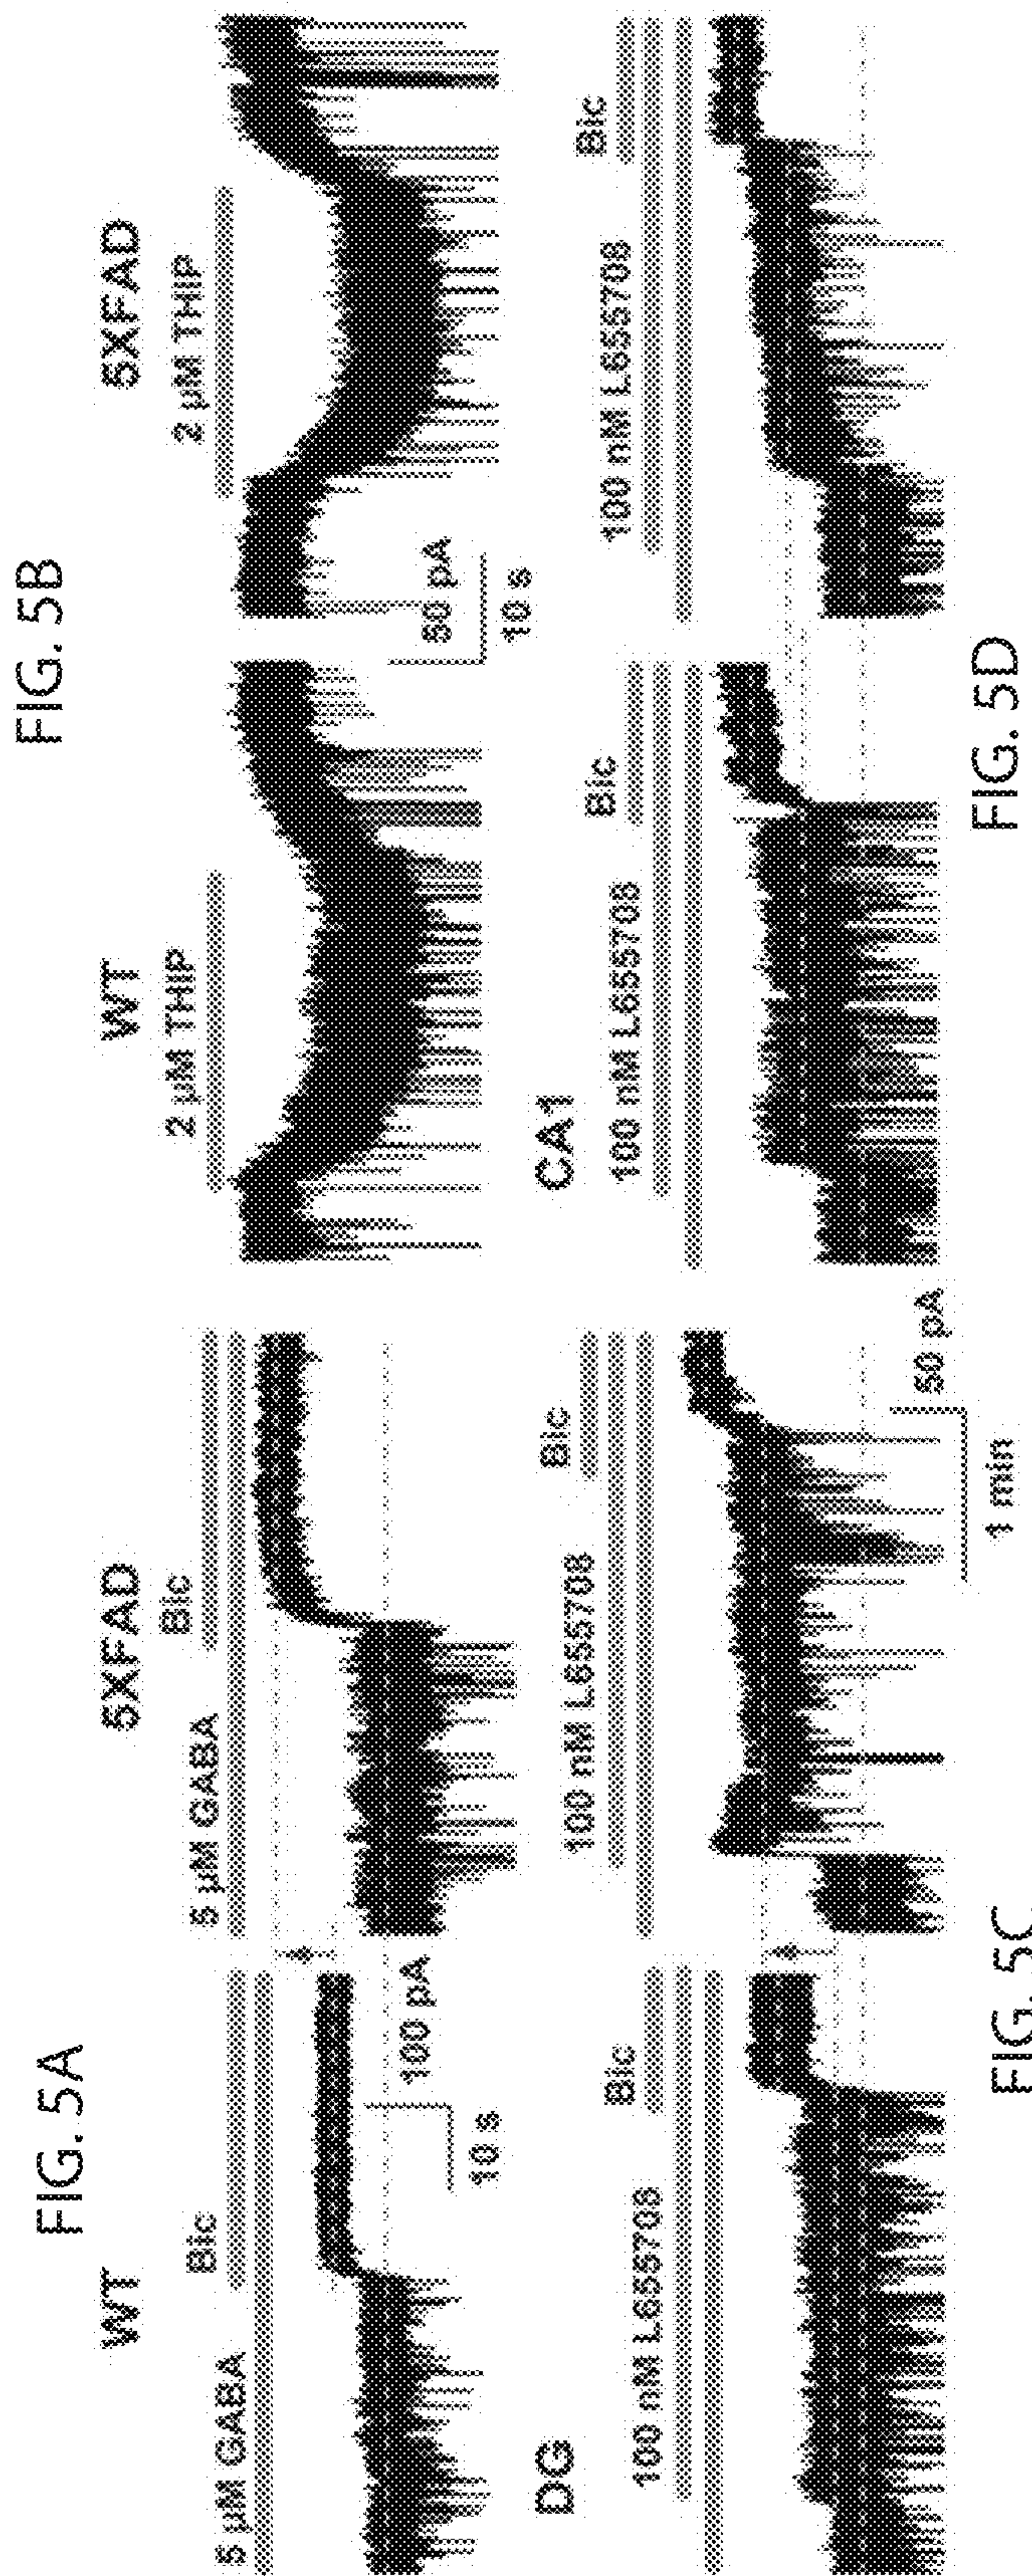 FIG. 5A
WT
5XFAD
5 µM GABA
Bic
5 µM GABA
Bic
100 pA
10 s
FIG. 5B
WT
5XFAD
2 µM THIP
2 µM THIP
50 pA
10 s
DG
100 nM L655708
Bic
100 nM L655708
Bic
50 pA
1 min
FIG. 5C
CA1
100 nM L655708
Bic
100 nM L655708
Bic
FIG. 5D